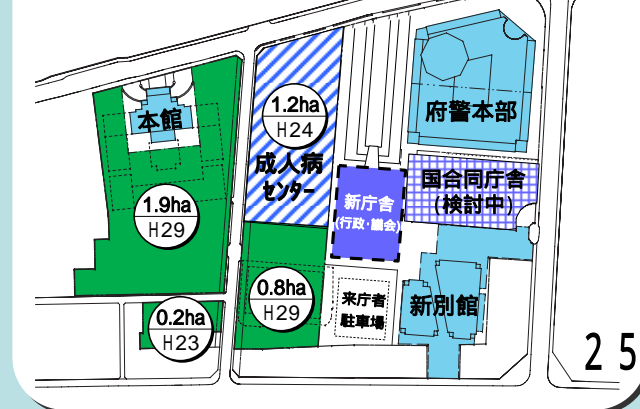 本館
1.2ha
H24
成人病
センター
府警本部
国合同庁舎
(検討中)
新庁舎
(行政・議会)
1.9ha
H29
0.8ha
H29
来庁者
駐車場
新別館
0.2ha
H23
25